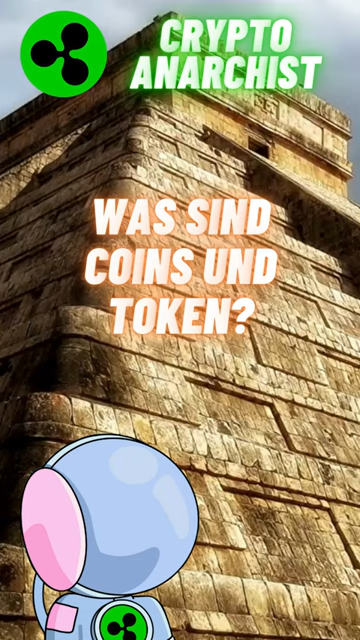 CRYPTO
ANARCHIST
WAS SIND
COINS UND
TOKEN?